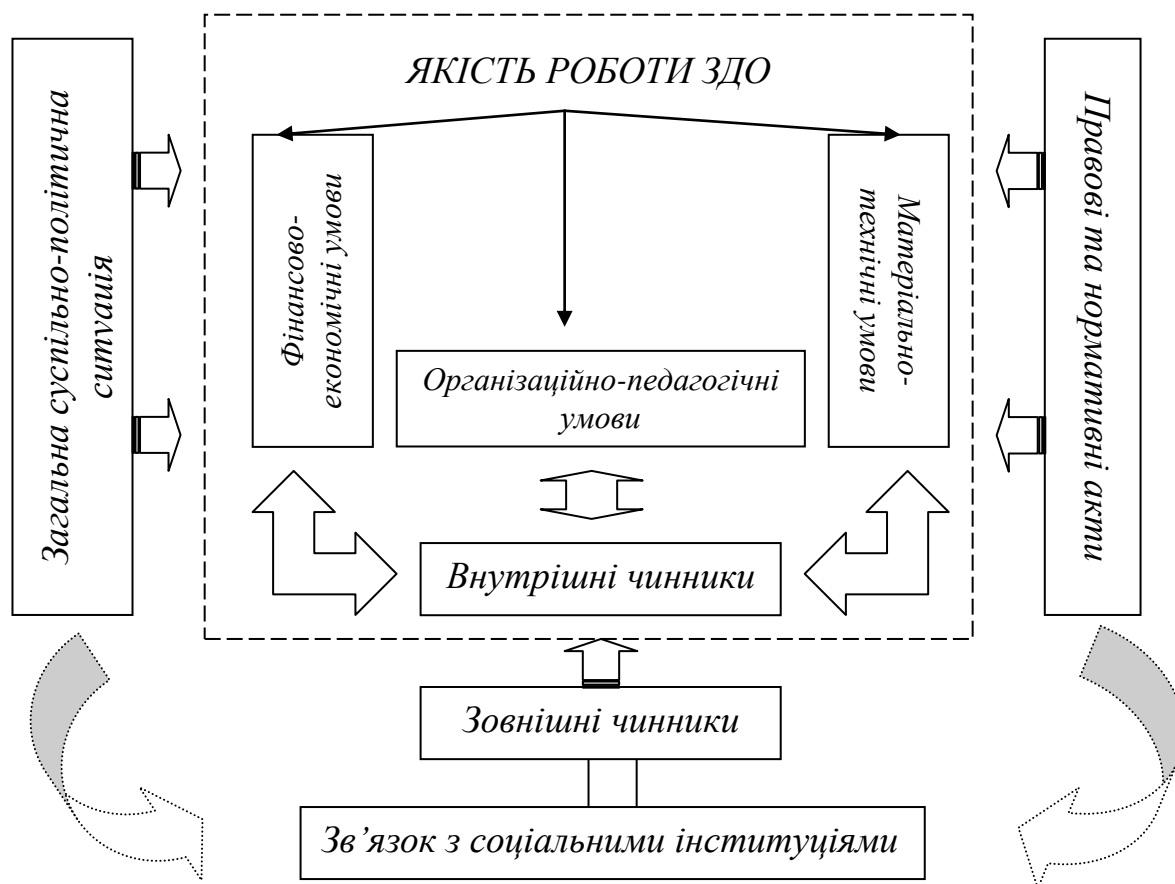 ЯКІСТЬ РОБОТИ ЗДО
Загальна суспільно-політична
ситуація
Фінансово-
економічні умови
Організаційно-педагогічні
умови
Матеріально-
технічні умови
Правові та нормативні акти
Внутрішні чинники
Зовнішні чинники
Зв’язок з соціальними інституціями